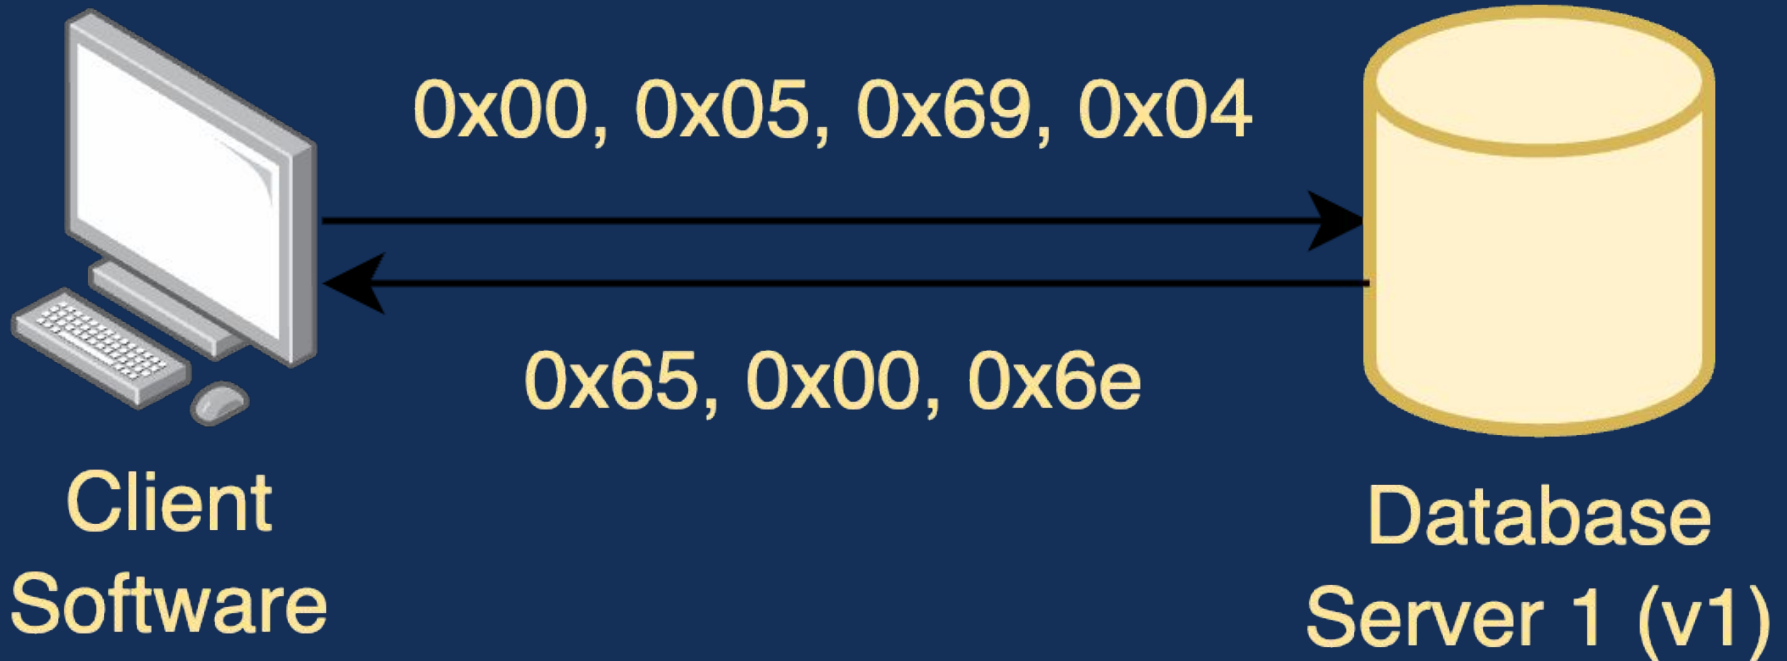 0x00, 0x05, 0x69, 0x04
0x65, 0x00, 0x6e
Client
Software
Database
Server 1 (v1)